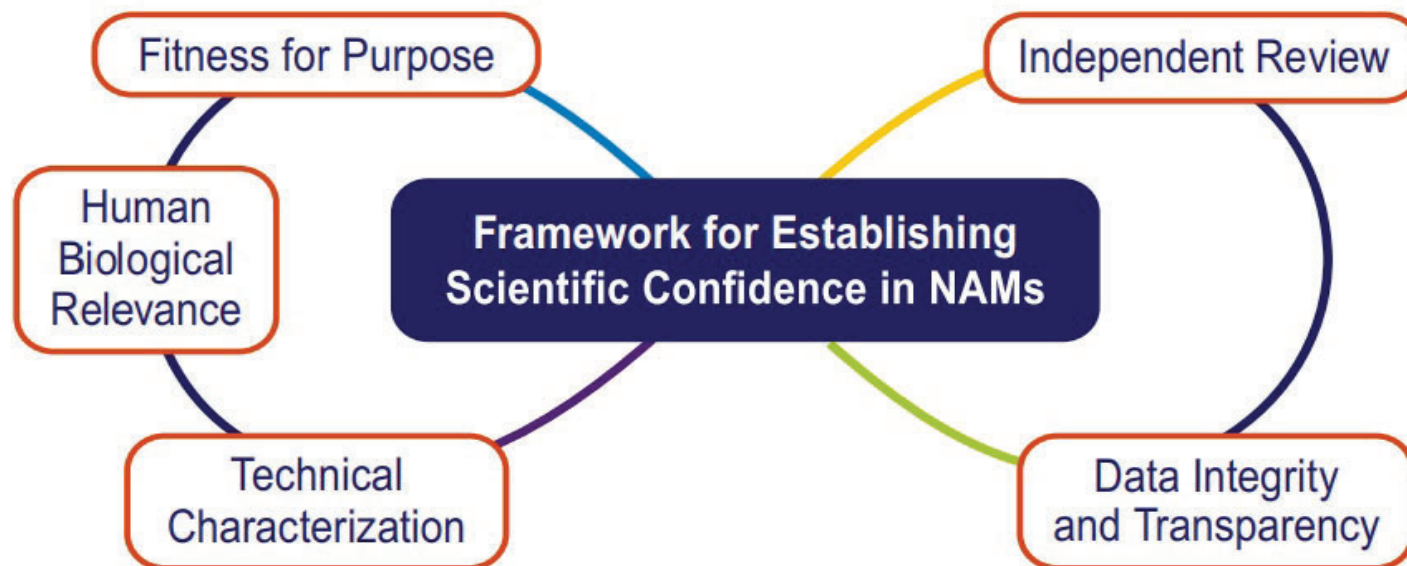 Fitness for Purpose
Independent Review
Human
Biological
Relevance
Framework for Establishing
Scientific Confidence in NAMs
Technical
Characterization
Data Integrity
and Transparency